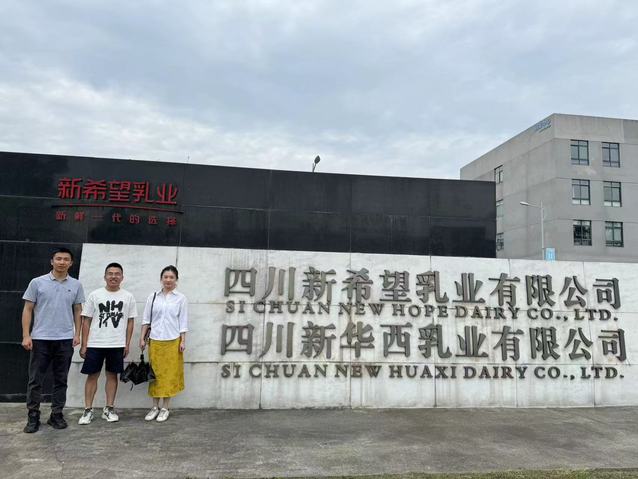 新希望乳业
新鲜一代的选择
四川新希望乳业有限公司
SI CHUAN NEW HOPE DAIRY CO., LTD.
四川新华西乳业有限公司
SI CHUAN NEW HUAXI DAIRY CO., LTD.